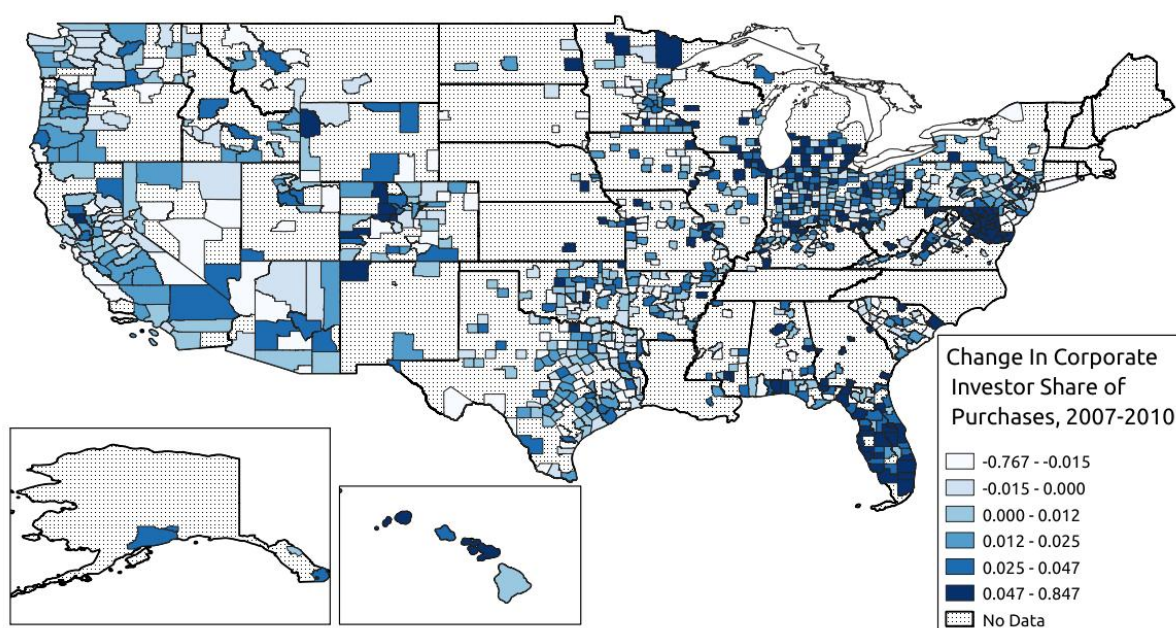 Change In Corporate
Investor Share of
Purchases, 2007-2010
-0.767 - -0.015
-0.015 - 0.000
0.000 - 0.012
0.012 - 0.025
0.025 - 0.047
0.047 - 0.847
No Data